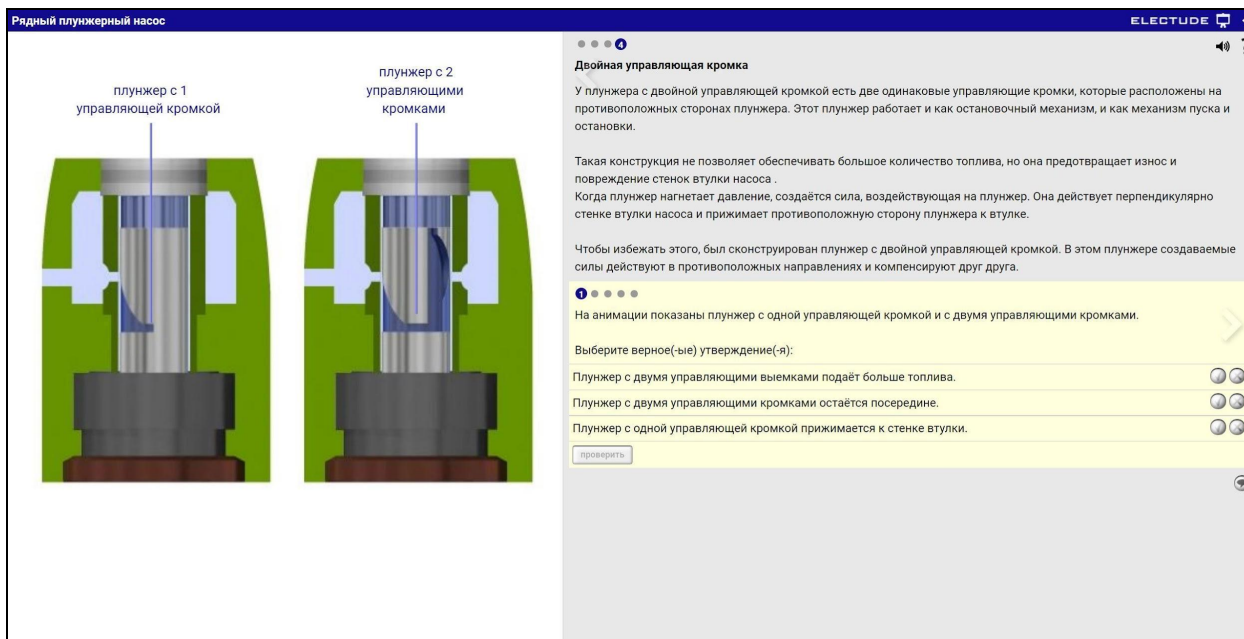 Рядный плунжерный насос
ELECTUDE
плунжер с 1
управляющей кромкой
плунжер с 2
управляющими
кромками
4
Двойная управляющая кромка
У плунжера с двойной управляющей кромкой есть две одинаковые управляющие кромки, которые расположены на
противоположных сторонах плунжера. Этот плунжер работает и как остановочный механизм, и как механизм пуска и
остановки.
Такая конструкция не позволяет обеспечивать большое количество топлива, но она предотвращает износ и
повреждение стенок втулки насоса .
Когда плунжер нагнетает давление, создаётся сила, воздействующая на плунжер. Она действует перпендикулярно
стенке втулки насоса и прижимает противоположную сторону плунжера к втулке.
Чтобы избежать этого, был сконструирован плунжер с двойной управляющей кромкой. В этом плунжере создаваемые
силы действуют в противоположных направлениях и компенсируют друг друга.
1
На анимации показаны плунжер с одной управляющей кромкой и с двумя управляющими кромками.
Выберите верное(-ые) утверждение(-я):
Плунжер с двумя управляющими выемками подаёт больше топлива.
Плунжер с двумя управляющими кромками остаётся посередине.
Плунжер с одной управляющей кромкой прижимается к стенке втулки.
проверить